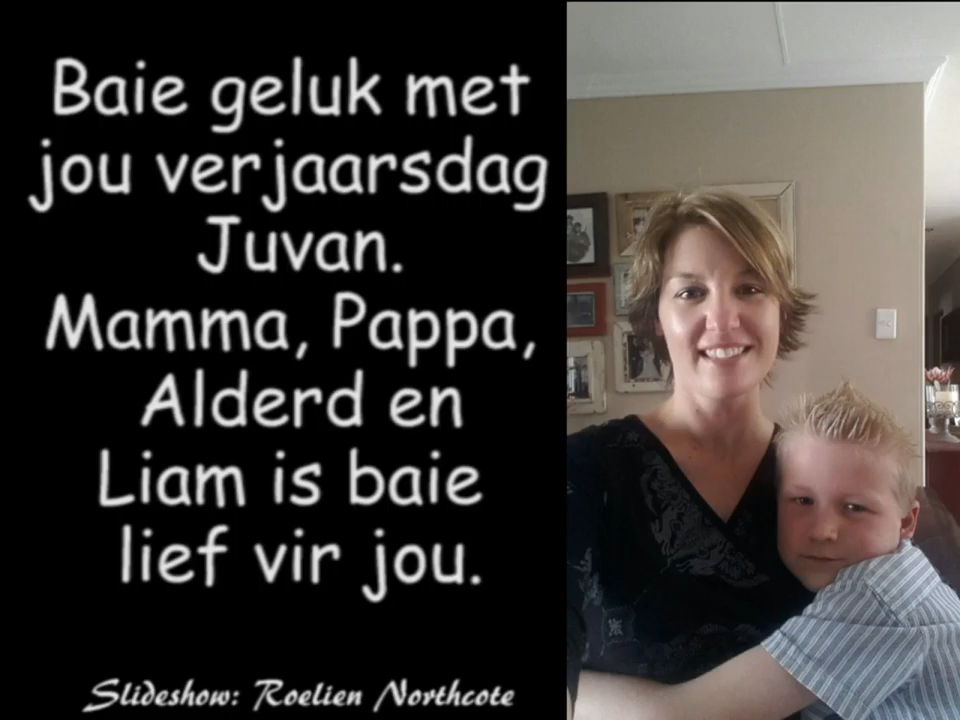 Baie geluk met
jou verjaarsdag
Juvan.
Mamma, Pappa,
Alderd en
Liam is baie
lief vir jou.
Slideshow: Roelien Northcote